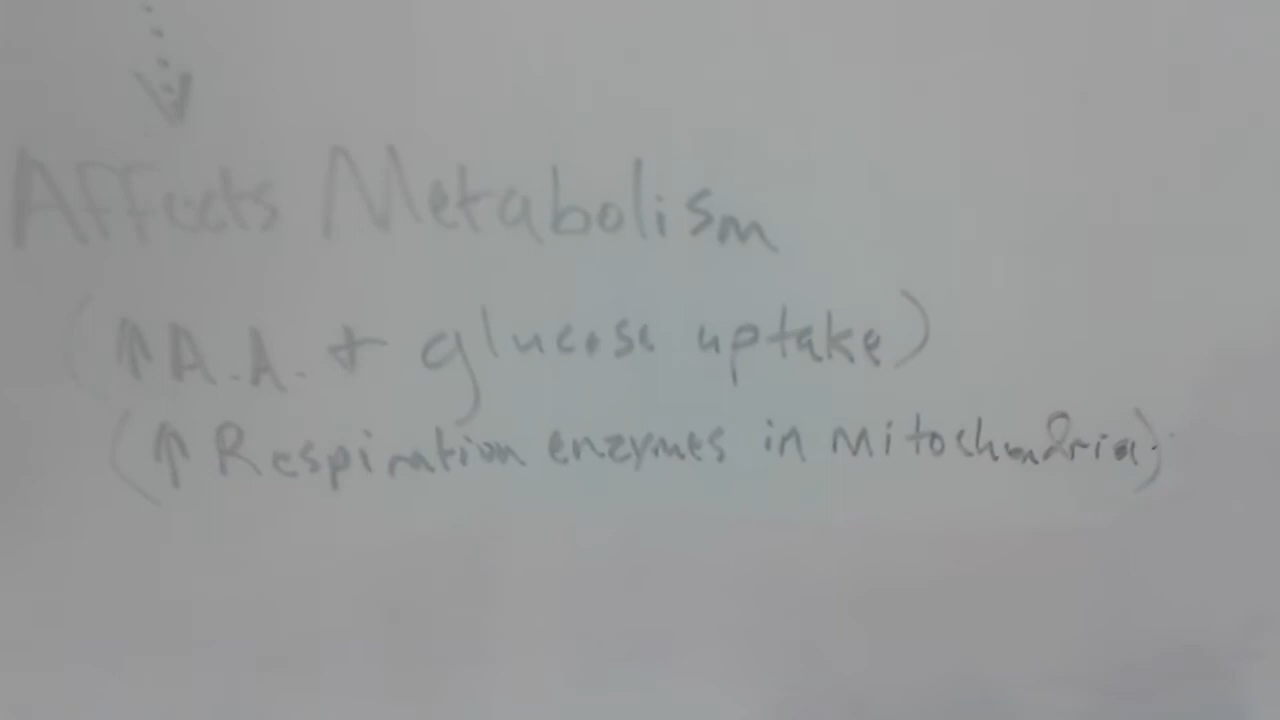 Affects Metabolism
(↑ A.A. + glucose uptake)
(↑ Respiration enzymes in mitochondria)